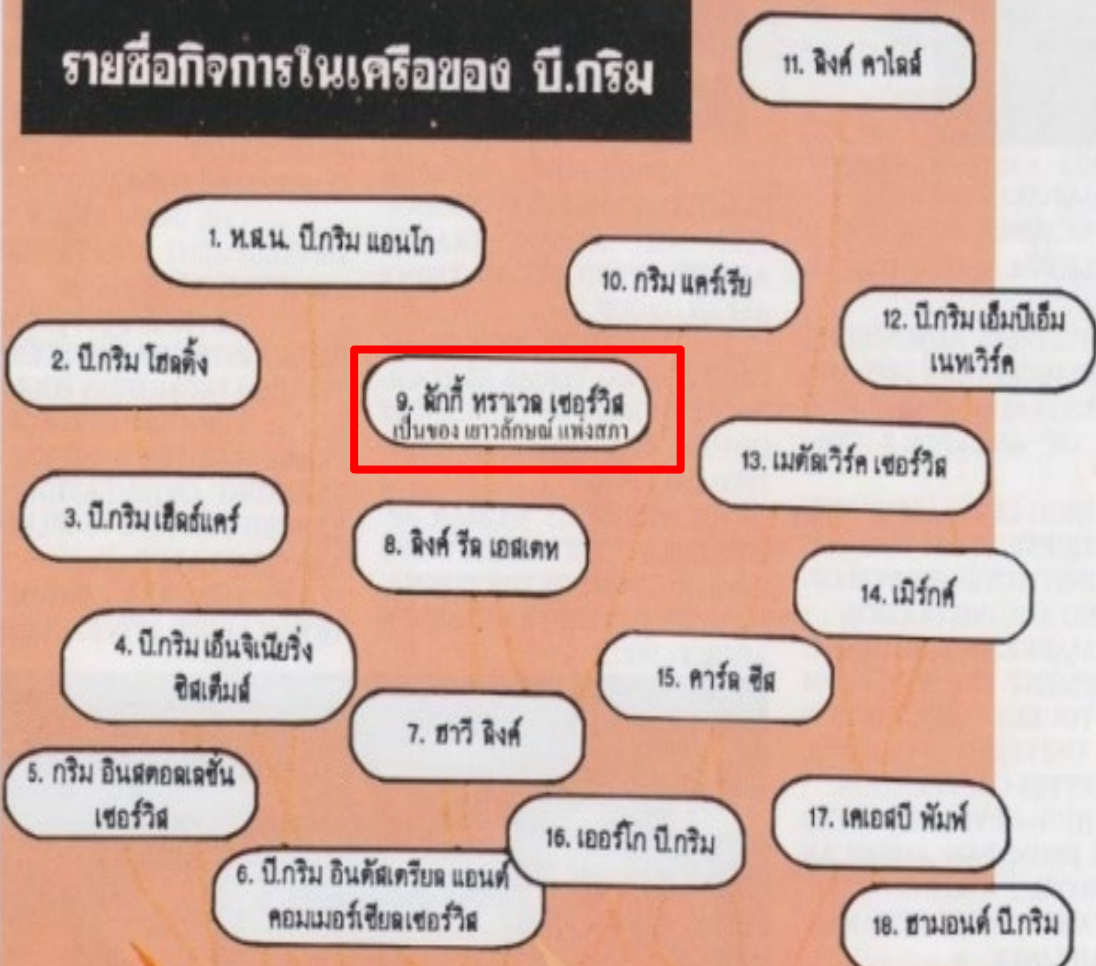 รายชื่อกิจการในเครือของ บี.กริม
11. ลิงค์ คาไลล์
1. ห.ส.น. บี.กริม แอนโก
10. กริม แคร์เรีย
12. บี.กริม เอ็มบีเอ็ม
เนทเวิร์ค
2. บี.กริม โฮลดิ้ง
9. ลักกี้ ทราเวล เซอร์วิส
เป็นของ เยาวลักษณ์ แพ่งสภา
13. เมตัลเวิร์ค เซอร์วิส
3. บี.กริม เฮ็ลธ์แคร์
8. ลิงค์ รีล เอสเตท
14. เมิร์กค์
4. บี.กริม เอ็นจิเนียริ่ง
ซิสเต็มส์
15. คาร์ล ซีส
7. ฮาวี ลิงค์
5. กริม อินสตอลเลชั่น
เซอร์วิส
17. เคเอสบี พัมพ์
16. เออร์โก บี.กริม
6. บี.กริม อินดัสเตรียล แอนด์
คอมเมอร์เชียลเซอร์วิส
18. ฮามอนด์ บี.กริม